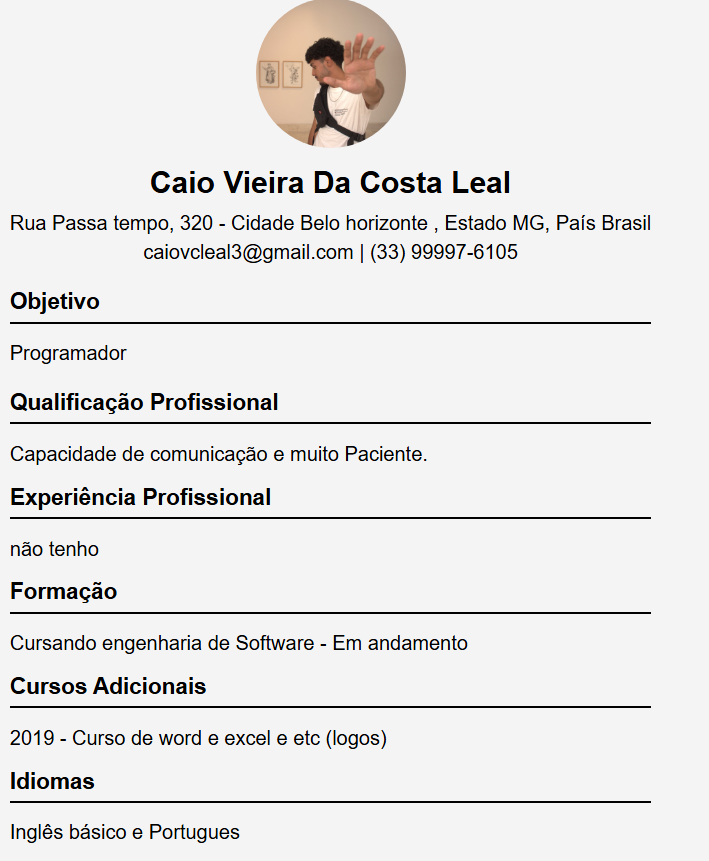 Caio Vieira Da Costa Leal
Rua Passa tempo, 320 - Cidade Belo horizonte , Estado MG, País Brasil
caiovcleal3@gmail.com | (33) 99997-6105
Objetivo
Programador
Qualificação Profissional
Capacidade de comunicação e muito Paciente.
Experiência Profissional
não tenho
Formação
Cursando engenharia de Software - Em andamento
Cursos Adicionais
2019 - Curso de word e excel e etc (logos)
Idiomas
Inglês básico e Portugues